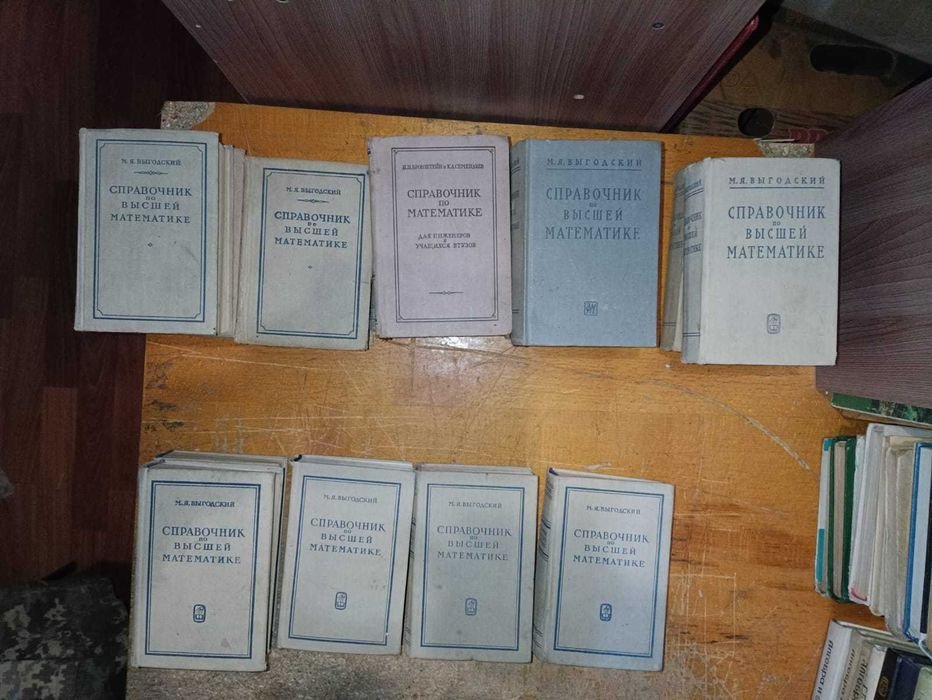 М. Я. ВЫГОДСКИЙ
СПРАВОЧНИК
ПО
ВЫСШЕЙ
МАТЕМАТИКЕ
М. Я. ВЫГОДСКИЙ
СПРАВОЧНИК
ПО
ВЫСШЕЙ
МАТЕМАТИКЕ
И.Н. БРОНШТЕЙН и К.А. СЕМЕНДЯЕВ
СПРАВОЧНИК
ПО
МАТЕМАТИКЕ
ДЛЯ ИНЖЕНЕРОВ
И
УЧАЩИХСЯ ВТУЗОВ
М. Я. ВЫГОДСКИЙ
СПРАВОЧНИК
ПО
ВЫСШЕЙ
МАТЕМАТИКЕ
М. Я. ВЫГОДСКИЙ
СПРАВОЧНИК
ПО
ВЫСШЕЙ
МАТЕМАТИКЕ
М. Я. ВЫГОДСКИЙ
СПРАВОЧНИК
ПО
ВЫСШЕЙ
МАТЕМАТИКЕ
М. Я. ВЫГОДСКИЙ
СПРАВОЧНИК
ПО
ВЫСШЕЙ
МАТЕМАТИКЕ
М. Я. ВЫГОДСКИЙ
СПРАВОЧНИК
ПО
ВЫСШЕЙ
МАТЕМАТИКЕ
М. Я. ВЫГОДСКИЙ
СПРАВОЧНИК
ПО
ВЫСШЕЙ
МАТЕМАТИКЕ